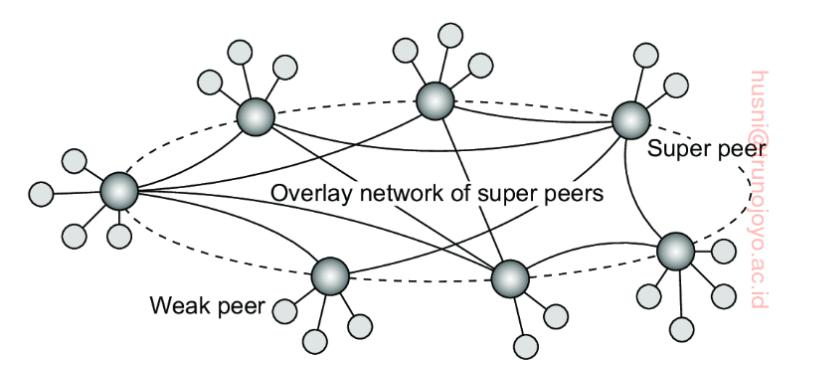 Super peer
Overlay network of super peers
Weak peer
husni@trunojoyo.ac.id